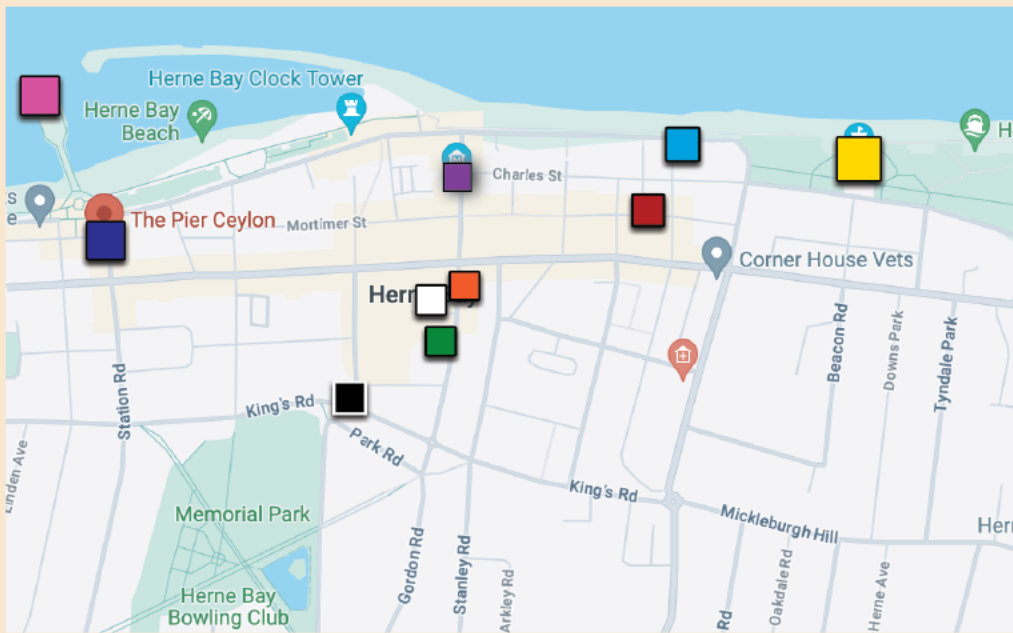 Herne Bay Clock Tower
Herne Bay
Beach
H
s
e
Charles St
The Pier Ceylon
Mortimer St
Corner House Vets
Hern
y
Beacon Rd
Downs Park
Tyndale Park
Station Rd
King's Rd
Park Rd
Linden Ave
King's Rd
Mickleburgh Hill
Memorial Park
Hern
Gordon Rd
Stanley Rd
Arkley Rd
Rd
Oakdale Rd
Herne Ave
Herne Bay
Bowling Club